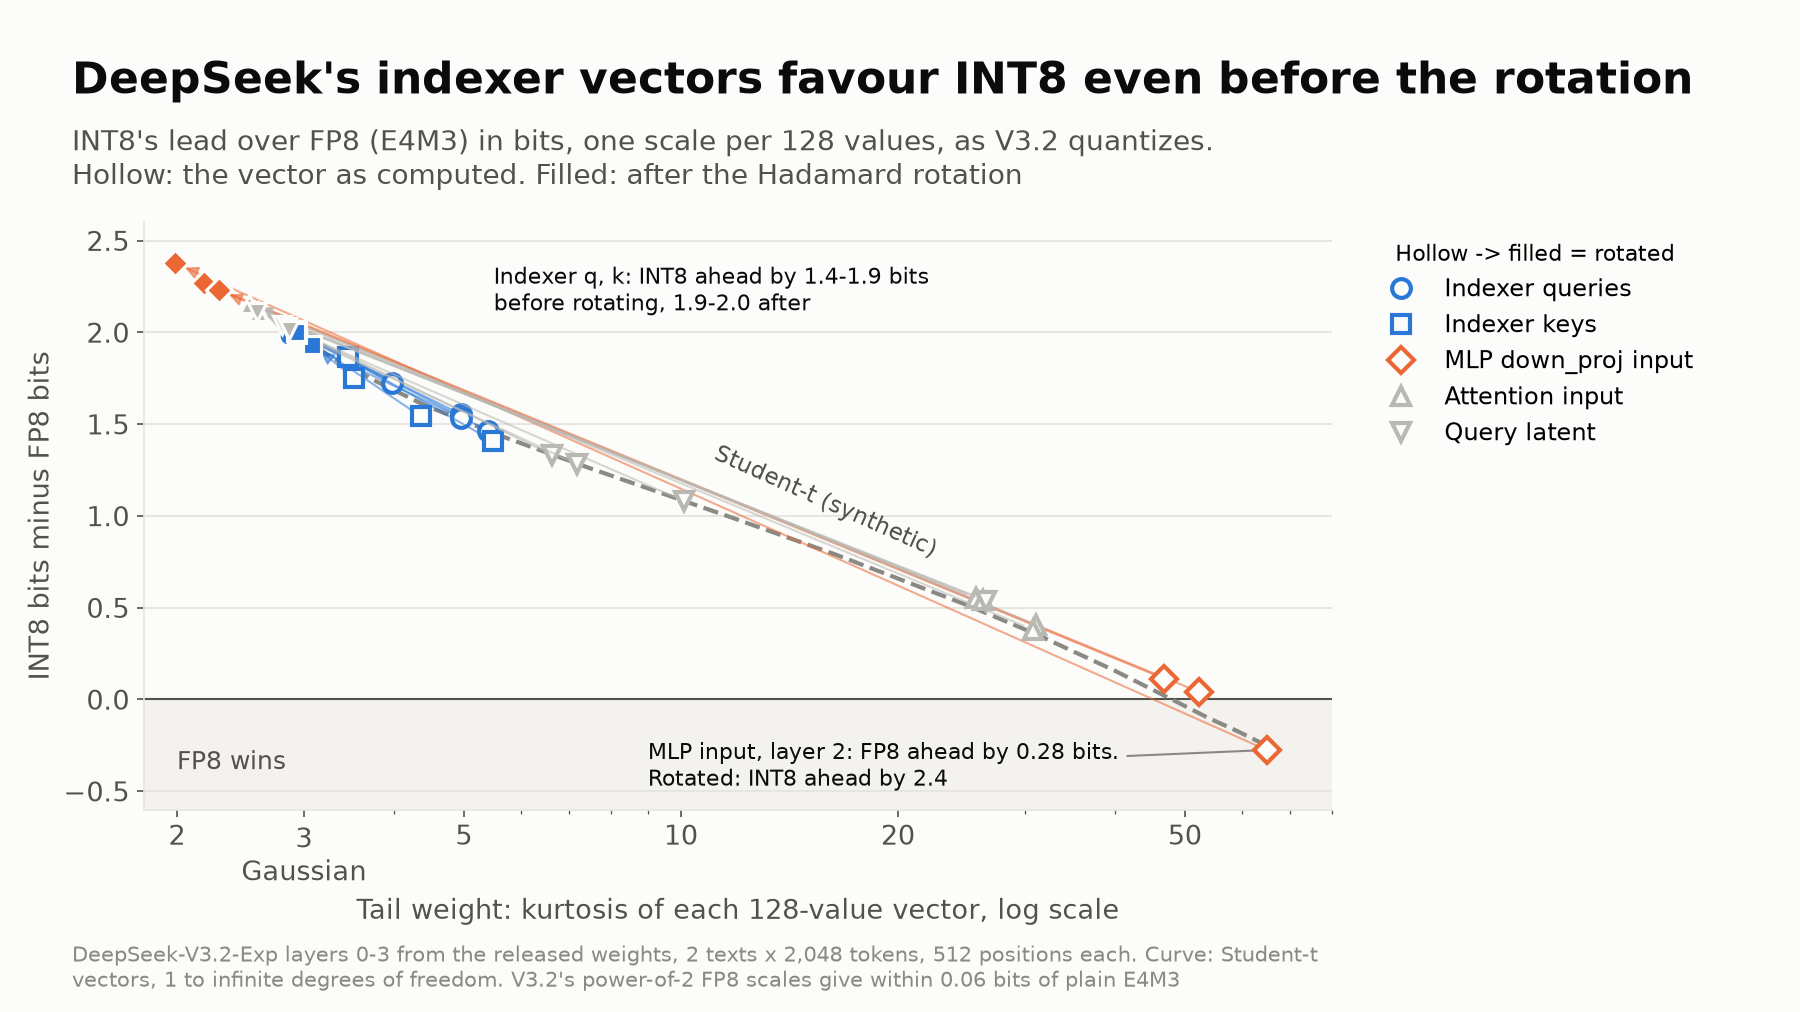 DeepSeek's indexer vectors favour INT8 even before the rotation
INT8's lead over FP8 (E4M3) in bits, one scale per 128 values, as V3.2 quantizes.
Hollow: the vector as computed. Filled: after the Hadamard rotation
INT8 bits minus FP8 bits
2.5
2.0
1.5
1.0
0.5
0.0
−0.5
Indexer q, k: INT8 ahead by 1.4-1.9 bits
before rotating, 1.9-2.0 after
Student-t (synthetic)
FP8 wins
MLP input, layer 2: FP8 ahead by 0.28 bits.
Rotated: INT8 ahead by 2.4
Hollow -> filled = rotated
Indexer queries
Indexer keys
MLP down_proj input
Attention input
Query latent
2
3
Gaussian
5
10
20
50
Tail weight: kurtosis of each 128-value vector, log scale
DeepSeek-V3.2-Exp layers 0-3 from the released weights, 2 texts x 2,048 tokens, 512 positions each. Curve: Student-t
vectors, 1 to infinite degrees of freedom. V3.2's power-of-2 FP8 scales give within 0.06 bits of plain E4M3